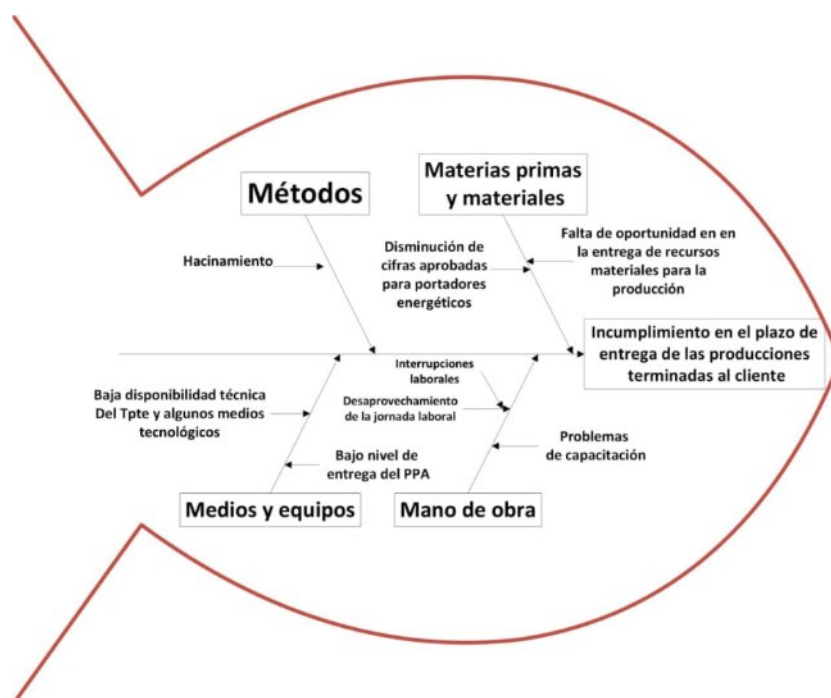 Métodos
Materias primas
y materiales
Hacinamiento
Disminución de
cifras aprobadas
para portadores
energéticos
Falta de oportunidad en en
la entrega de recursos
materiales para la
producción
Incumplimiento en el plazo de
entrega de las producciones
terminadas al cliente
Baja disponibilidad técnica
Del Tpte y algunos medios
tecnológicos
Bajo nivel de
entrega del PPA
Interrupciones
laborales
Desaprovechamiento
de la jornada laboral
Problemas
de capacitación
Medios y equipos
Mano de obra